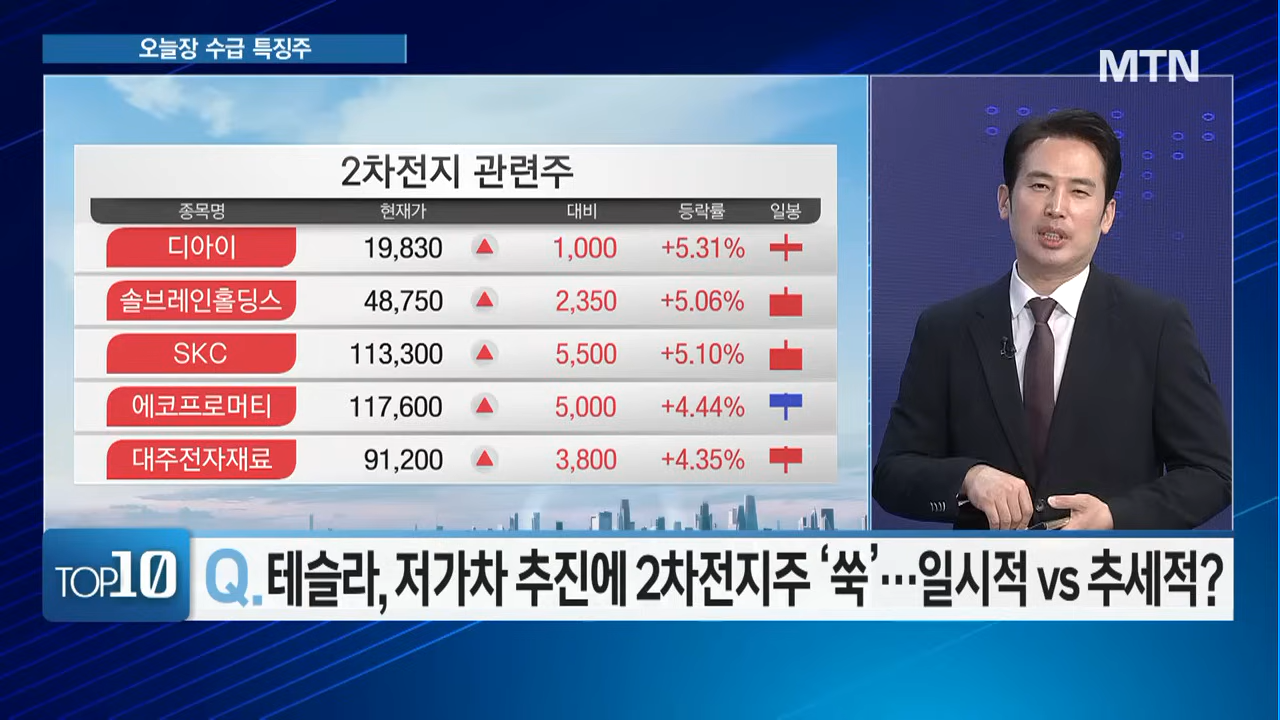 오늘장 수급 특징주
MTN
2차전지 관련주
종목명 현재가 대비 등락률 일봉
디아이 19,830 ▲ 1,000 +5.31%
솔브레인홀딩스 48,750 ▲ 2,350 +5.06%
SKC 113,300 ▲ 5,500 +5.10%
에코프로머티 117,600 ▲ 5,000 +4.44%
대주전자재료 91,200 ▲ 3,800 +4.35%
TOP10 Q. 테슬라, 저가차 추진에 2차전지주 ‘쑥’…일시적 vs 추세적?